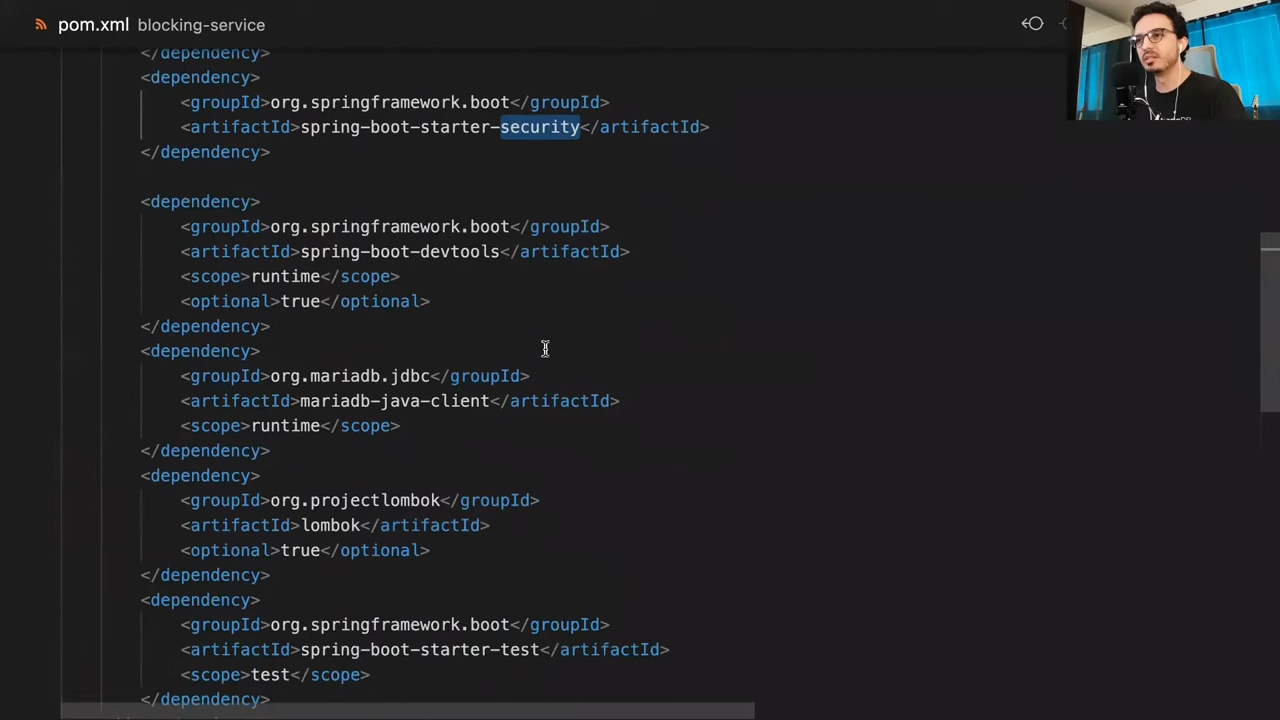 pom.xml blocking-service
</dependency>
<dependency>
<groupId>org.springframework.boot</groupId>
<artifactId>spring-boot-starter-security</artifactId>
</dependency>
<dependency>
<groupId>org.springframework.boot</groupId>
<artifactId>spring-boot-devtools</artifactId>
<scope>runtime</scope>
<optional>true</optional>
</dependency>
<dependency>
<groupId>org.mariadb.jdbc</groupId>
<artifactId>mariadb-java-client</artifactId>
<scope>runtime</scope>
</dependency>
<dependency>
<groupId>org.projectlombok</groupId>
<artifactId>lombok</artifactId>
<optional>true</optional>
</dependency>
<dependency>
<groupId>org.springframework.boot</groupId>
<artifactId>spring-boot-starter-test</artifactId>
<scope>test</scope>
</dependency>